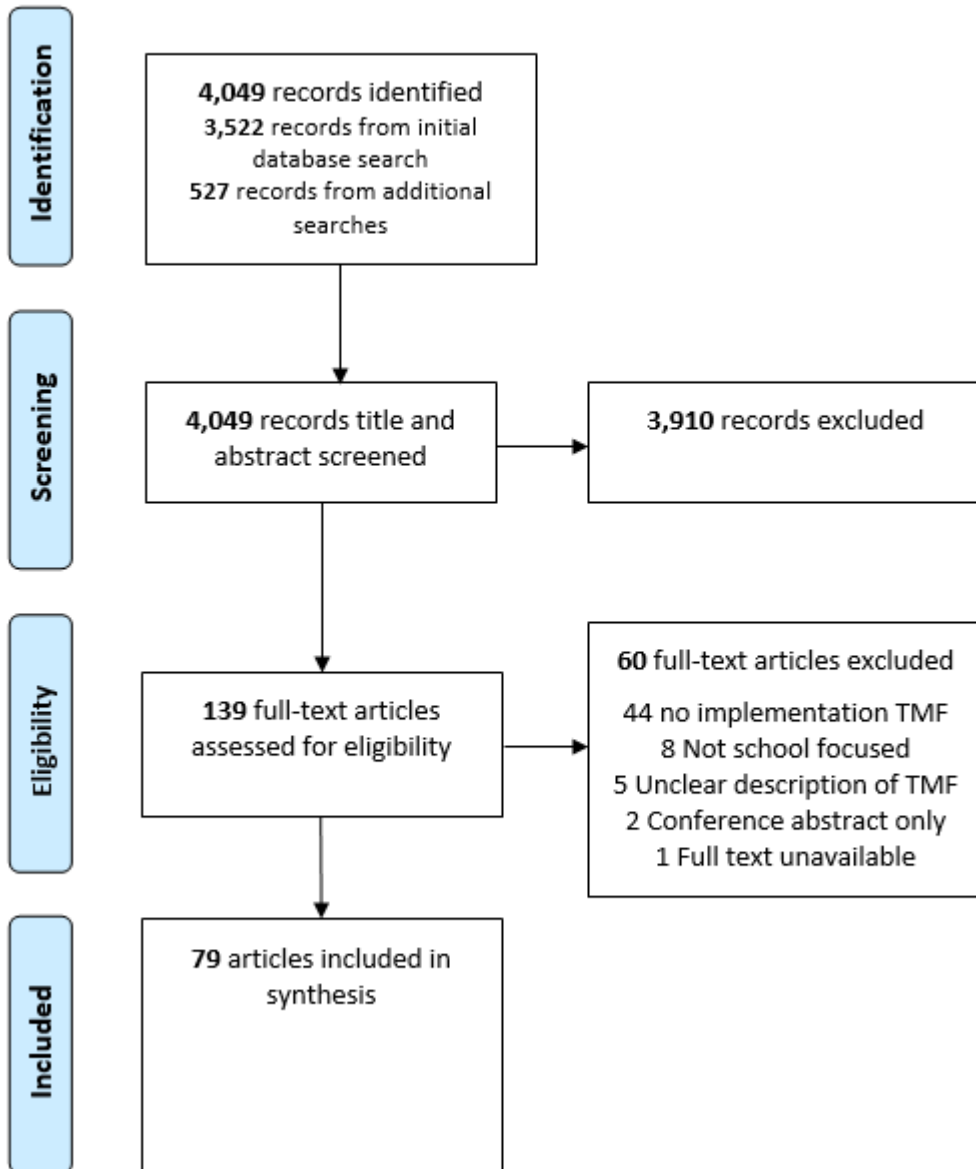 Identification
4,049 records identified
3,522 records from initial
database search
527 records from additional
searches
Screening
4,049 records title and
abstract screened
3,910 records excluded
Eligibility
139 full-text articles
assessed for eligibility
60 full-text articles excluded
44 no implementation TMF
8 Not school focused
5 Unclear description of TMF
2 Conference abstract only
1 Full text unavailable
Included
79 articles included in
synthesis